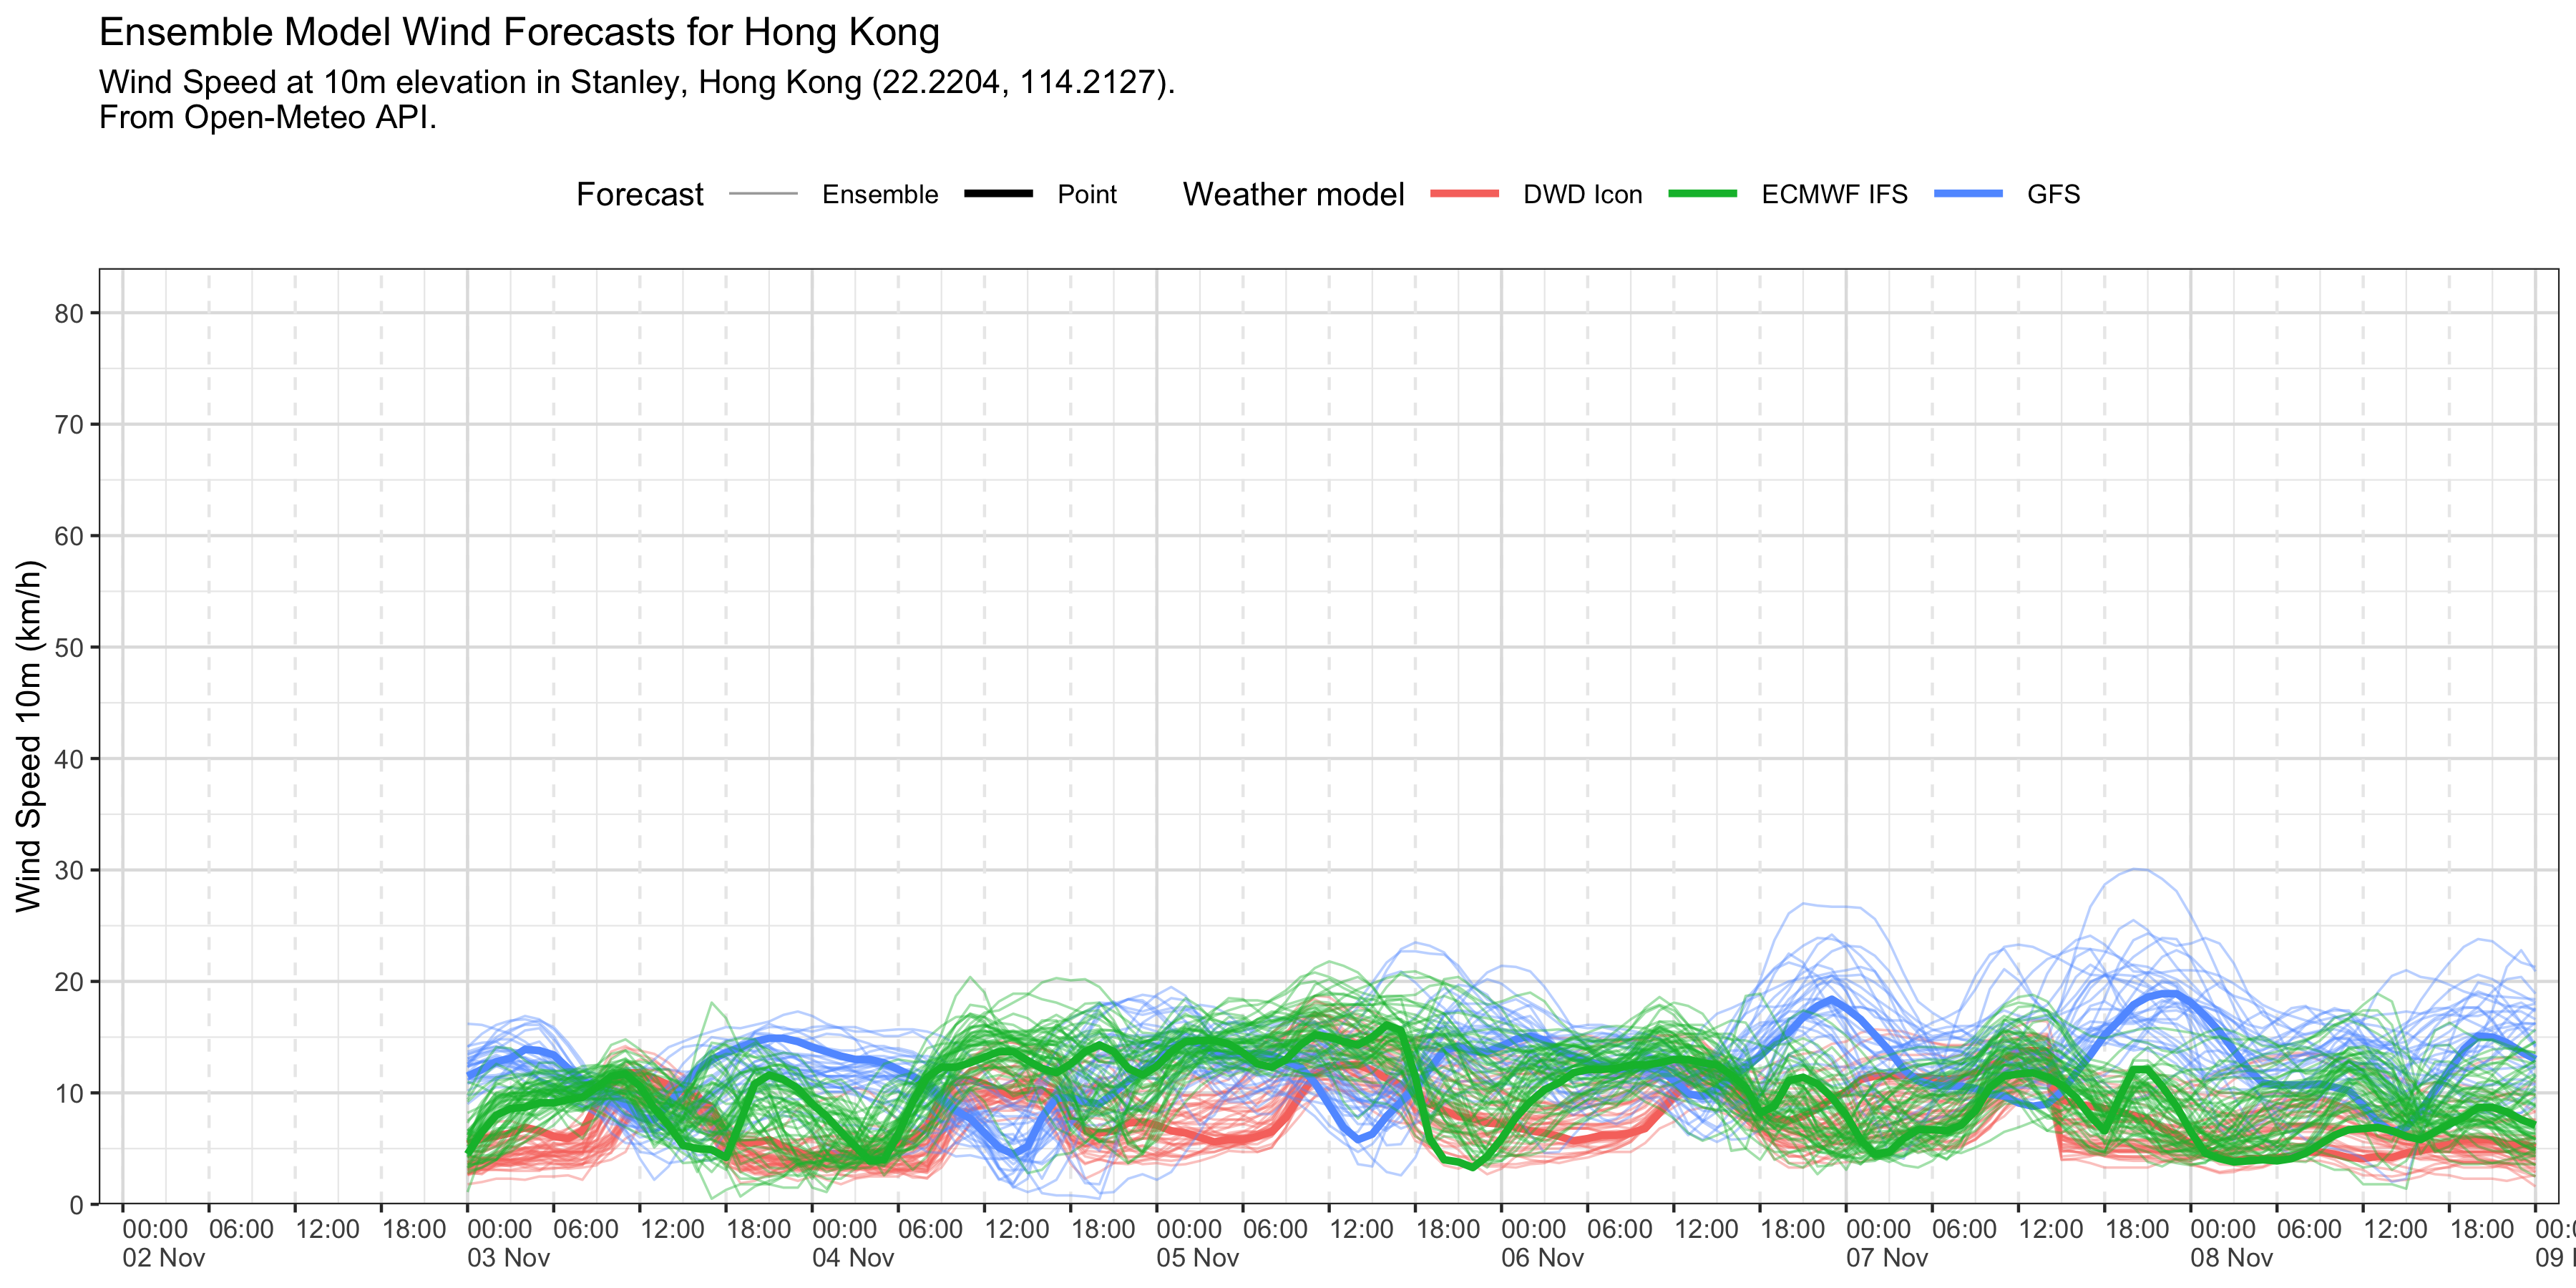 Ensemble Model Wind Forecasts for Hong Kong
Wind Speed at 10m elevation in Stanley, Hong Kong (22.2204, 114.2127).
From Open-Meteo API.
Forecast Ensemble Point Weather model DWD Icon ECMWF IFS GFS
Wind Speed 10m (km/h)
80
70
60
50
40
30
20
10
0
00:00 06:00 12:00 18:00 00:00 06:00 12:00 18:00 00:00 06:00 12:00 18:00 00:00 06:00 12:00 18:00 00:00 06:00 12:00 18:00 00:00 06:00 12:00 18:00 00:00 06:00 12:00 18:00 00:0
02 Nov 03 Nov 04 Nov 05 Nov 06 Nov 07 Nov 08 Nov 09